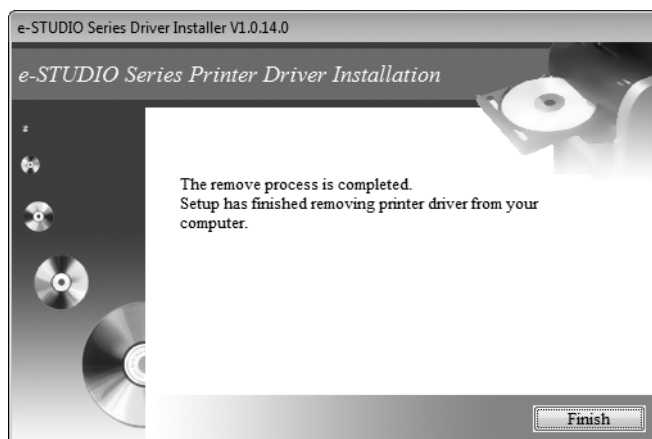 e-STUDIO Series Driver Installer V1.0.14.0
e-STUDIO Series Printer Driver Installation
The remove process is completed.
Setup has finished removing printer driver from your
computer.
Finish